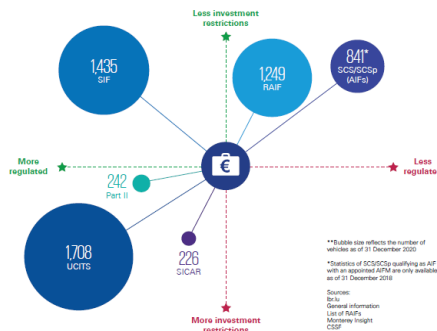 Less investment
restrictions
1,435
SIF
1,249
RAIF
841*
SCS/SCSp
(AIFs)
More
regulated
€
Less
regulate
242
Part II
1,708
UCITS
226
SICAR
More investment
restrictions
**Bubble size reflects the number of
vehicles as of 31 December 2020
*Statistics of SCS/SCSp qualifying as AIF
with an appointed AIFM are only available
as of 31 December 2018
Sources:
lbr.lu
General information
List of RAIFs
Monterey Insight
CSSF